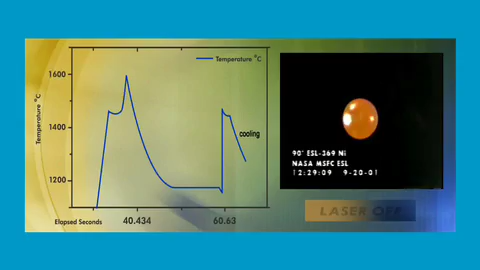 Temperature °C
1600
1400
1200
Temperature °C
cooling
Elapsed Seconds 40.434 60.63
90° ESL-369 Ni
NASA MSFC ESL
12:29:09 9-20-01
LASER OFF